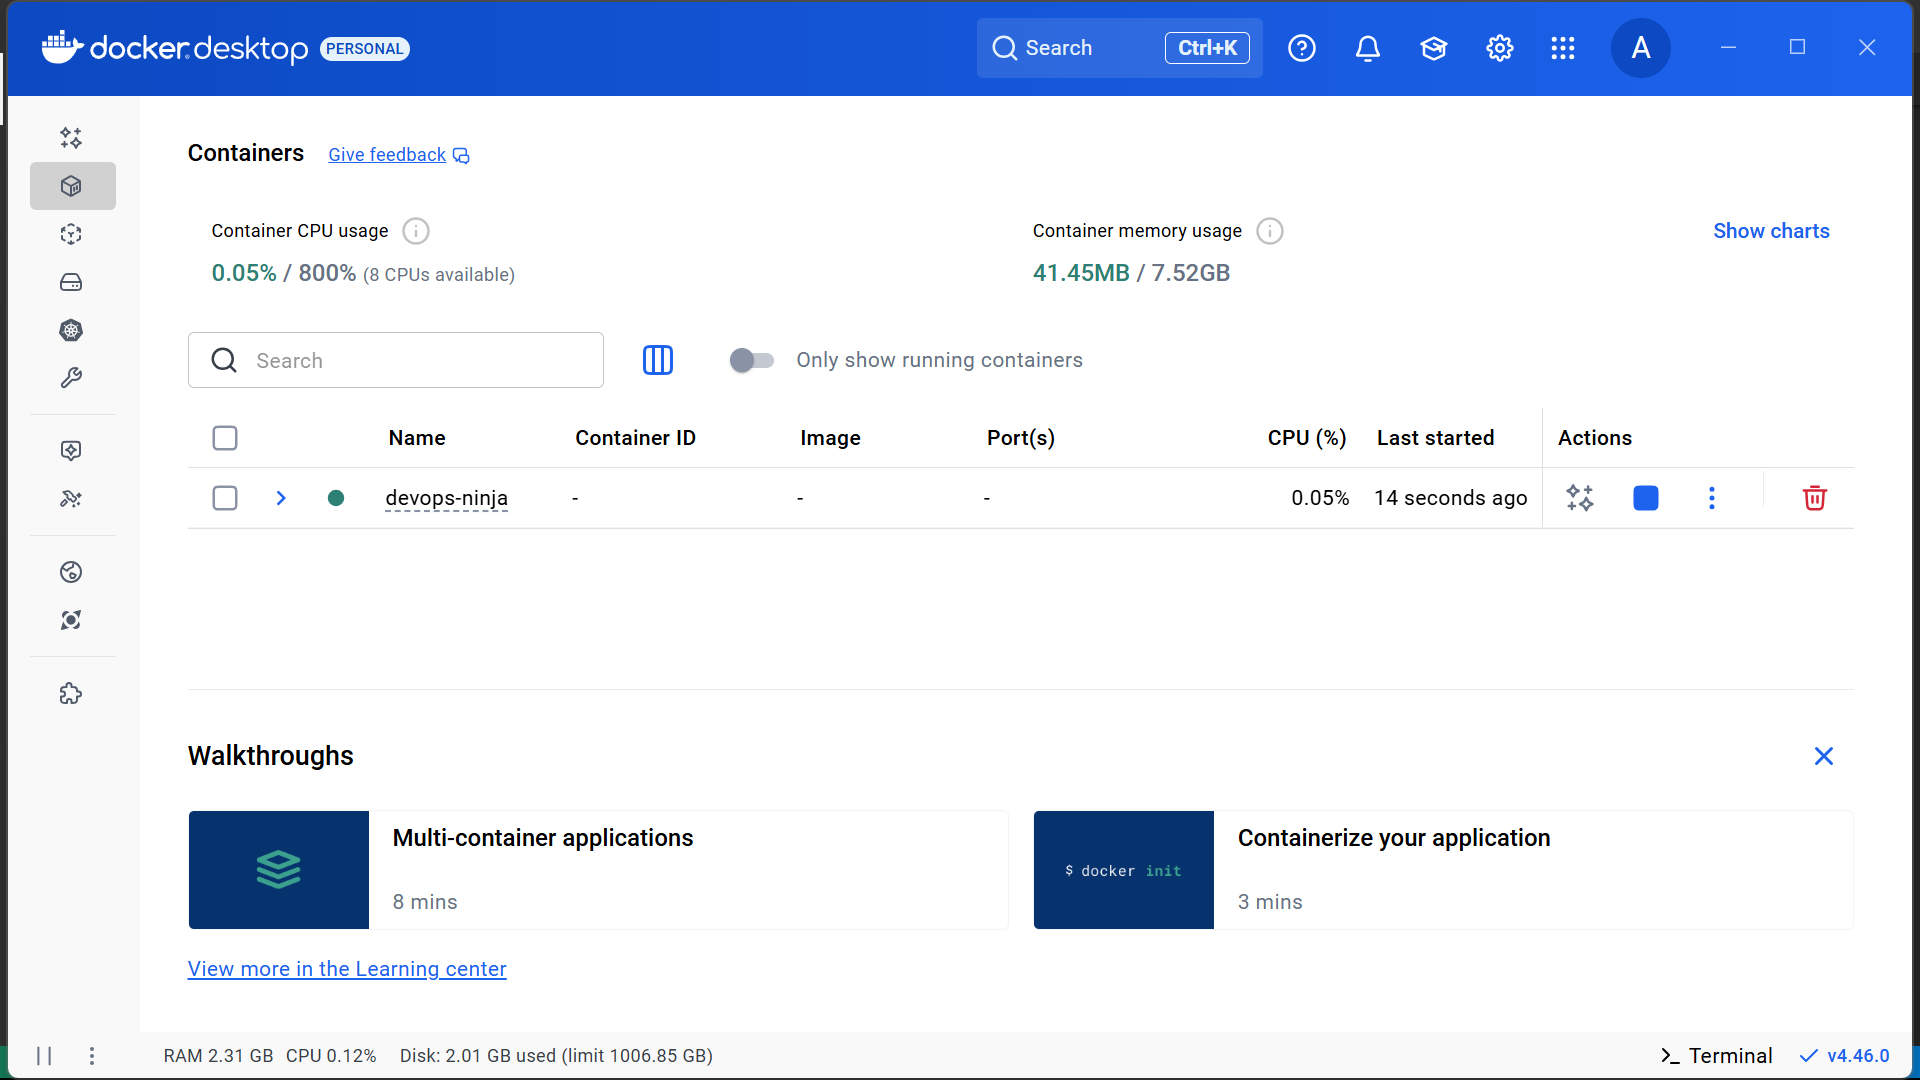 docker desktop PERSONAL
Search Ctrl+K
A
Containers Give feedback
Container CPU usage
0.05% / 800% (8 CPUs available)
Container memory usage
41.45MB / 7.52GB
Show charts
Search
Only show running containers
Name Container ID Image Port(s) CPU (%) Last started Actions
devops-ninja - - - 0.05% 14 seconds ago
Walkthroughs
Multi-container applications
8 mins
$ docker init
Containerize your application
3 mins
View more in the Learning center
RAM 2.31 GB CPU 0.12% Disk: 2.01 GB used (limit 1006.85 GB)
Terminal v4.46.0